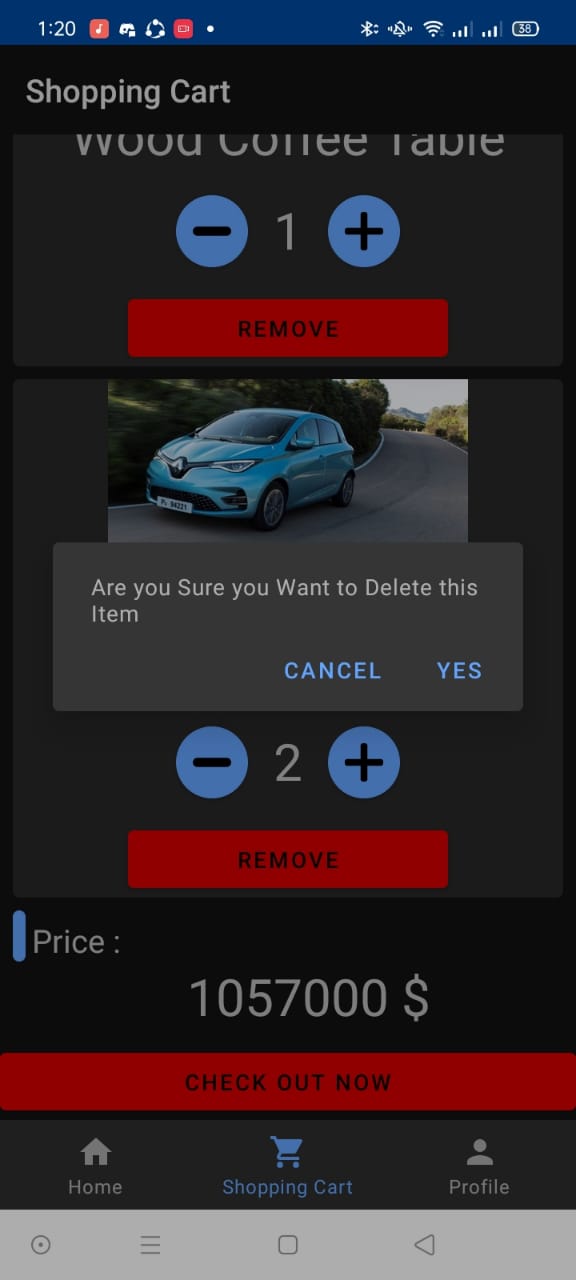 1:20
38
Shopping Cart
Wood Coffee Table
1
REMOVE
Are you Sure you Want to Delete this
Item
CANCEL
YES
2
REMOVE
Price :
1057000 $
CHECK OUT NOW
Home
Shopping Cart
Profile